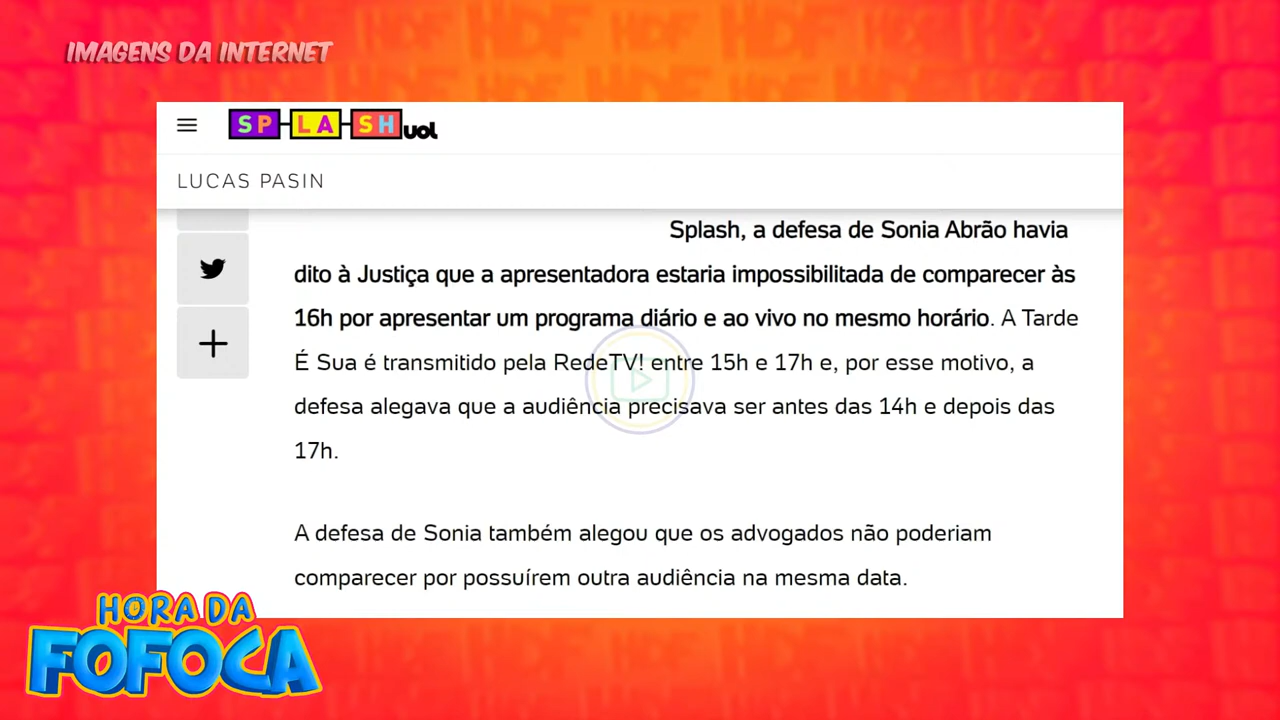 IMAGENS DA INTERNET
SPLASH uol
LUCAS PASIN
Splash, a defesa de Sonia Abrão havia
dito à Justiça que a apresentadora estaria impossibilitada de comparecer às
16h por apresentar um programa diário e ao vivo no mesmo horário. A Tarde
É Sua é transmitido pela RedeTV! entre 15h e 17h e, por esse motivo, a
defesa alegava que a audiência precisava ser antes das 14h e depois das
17h.
A defesa de Sonia também alegou que os advogados não poderiam
comparecer por possuírem outra audiência na mesma data.
HORA DA
FOFOCA